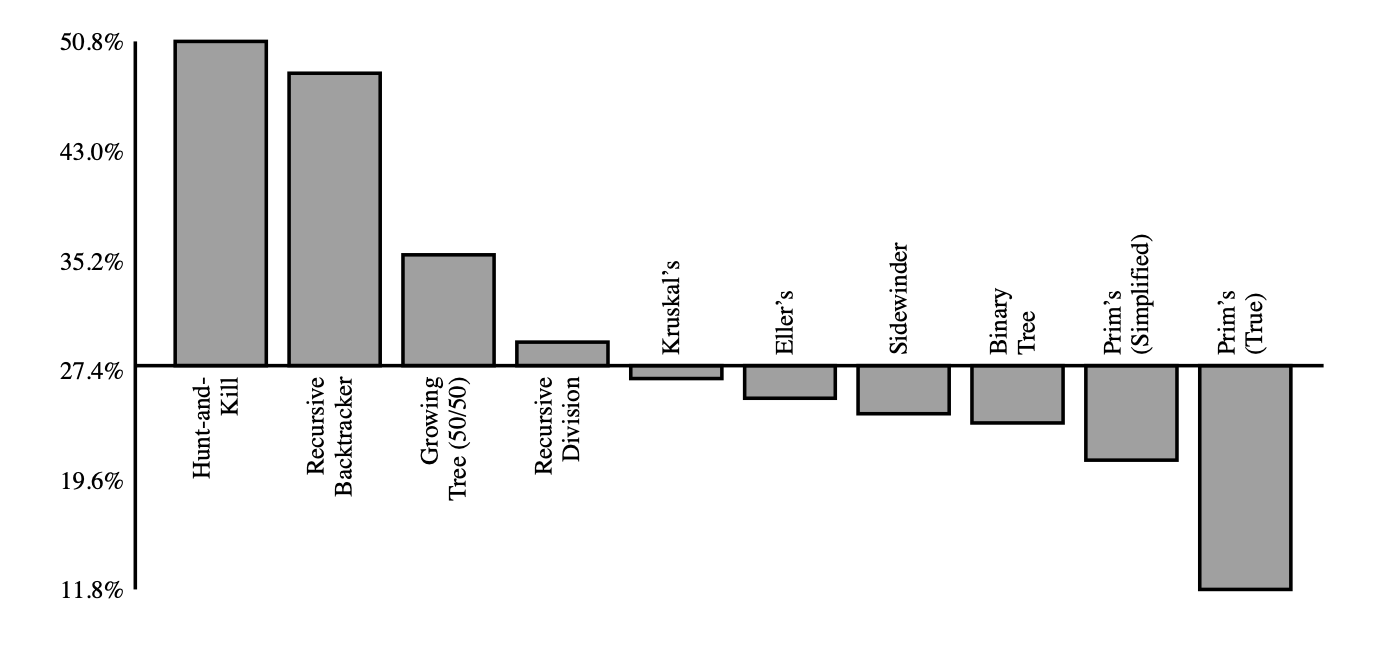 50.8%
43.0%
35.2%
27.4%
19.6%
11.8%
Hunt-and-
Kill
Recursive
Backtracker
Growing
Tree (50/50)
Recursive
Division
Kruskal’s
Eller’s
Sidewinder
Binary
Tree
Prim’s
(Simplified)
Prim’s
(True)